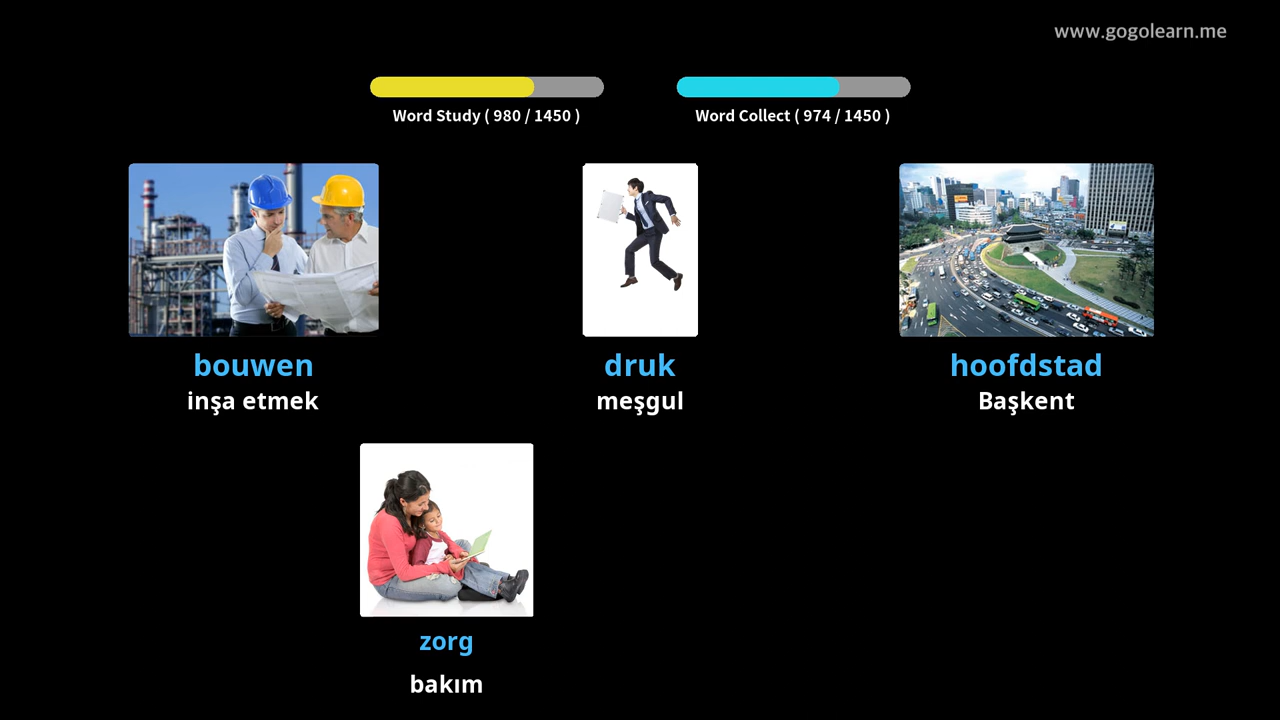 www.gogolearn.me
Word Study ( 980 / 1450 )
Word Collect ( 974 / 1450 )
bouwen
inşa etmek
druk
meşgul
hoofdstad
Başkent
zorg
bakım